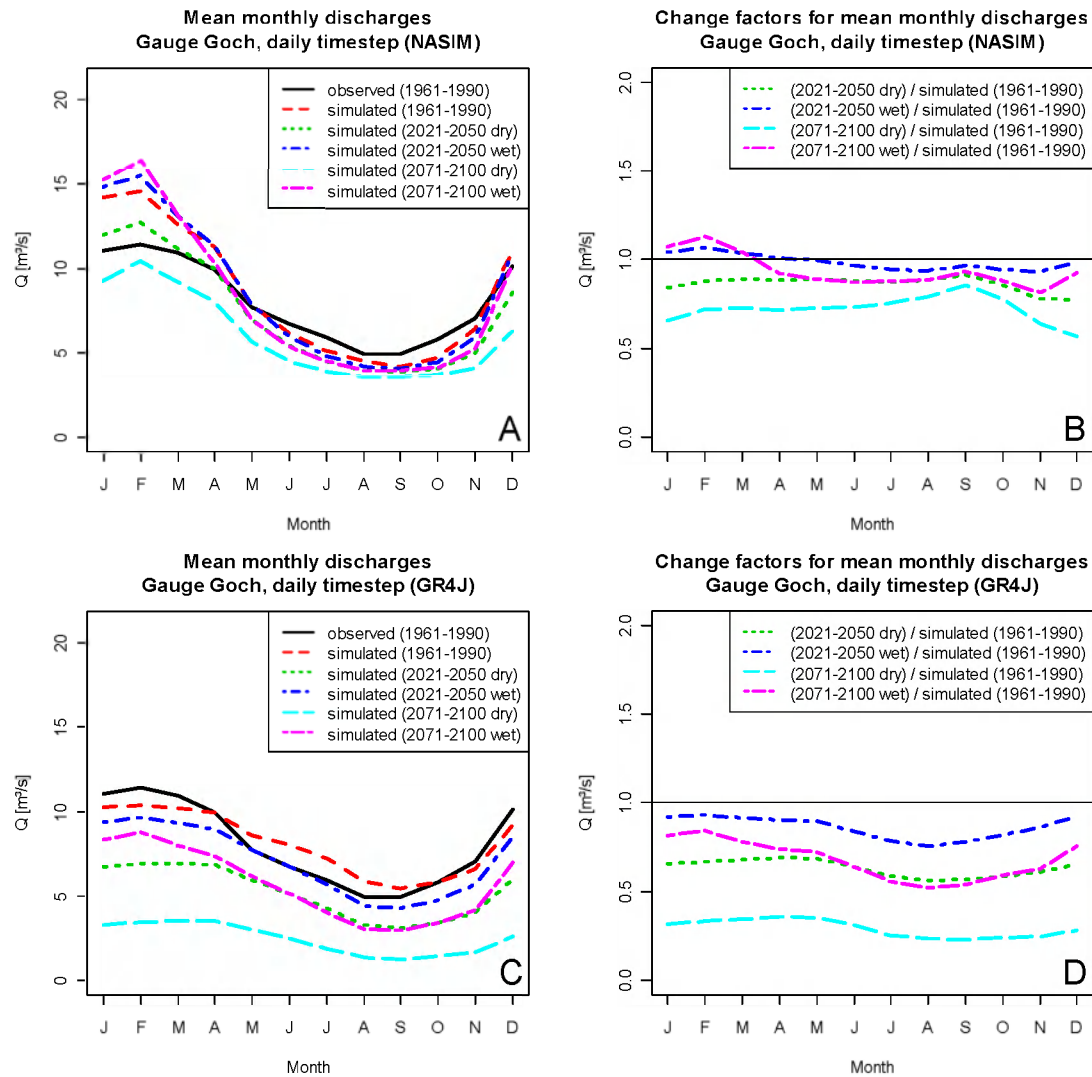 Mean monthly discharges
Gauge Goch, daily timestep (NASIM)
Q [m³/s]
20
15
10
5
0
observed (1961-1990)
simulated (1961-1990)
simulated (2021-2050 dry)
simulated (2021-2050 wet)
simulated (2071-2100 dry)
simulated (2071-2100 wet)
A
J F M A M J J A S O N D
Month
Change factors for mean monthly discharges
Gauge Goch, daily timestep (NASIM)
Q [m³/s]
2.0
1.5
1.0
0.5
0.0
(2021-2050 dry) / simulated (1961-1990)
(2021-2050 wet) / simulated (1961-1990)
(2071-2100 dry) / simulated (1961-1990)
(2071-2100 wet) / simulated (1961-1990)
B
J F M A M J J A S O N D
Month
Mean monthly discharges
Gauge Goch, daily timestep (GR4J)
Q [m³/s]
20
15
10
5
0
observed (1961-1990)
simulated (1961-1990)
simulated (2021-2050 dry)
simulated (2021-2050 wet)
simulated (2071-2100 dry)
simulated (2071-2100 wet)
C
J F M A M J J A S O N D
Month
Change factors for mean monthly discharges
Gauge Goch, daily timestep (GR4J)
Q [m³/s]
2.0
1.5
1.0
0.5
0.0
(2021-2050 dry) / simulated (1961-1990)
(2021-2050 wet) / simulated (1961-1990)
(2071-2100 dry) / simulated (1961-1990)
(2071-2100 wet) / simulated (1961-1990)
D
J F M A M J J A S O N D
Month